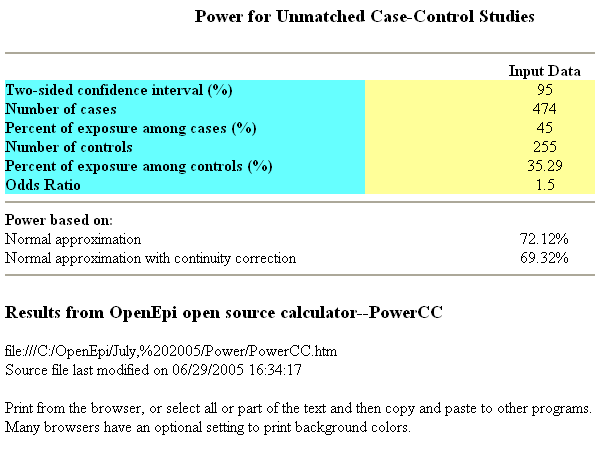 Power for Unmatched Case-Control Studies
Input Data
Two-sided confidence interval (%) 95
Number of cases 474
Percent of exposure among cases (%) 45
Number of controls 255
Percent of exposure among controls (%) 35.29
Odds Ratio 1.5
Power based on:
Normal approximation 72.12%
Normal approximation with continuity correction 69.32%
Results from OpenEpi open source calculator--PowerCC
file:///C:/OpenEpi/July,%202005/Power/PowerCC.htm
Source file last modified on 06/29/2005 16:34:17
Print from the browser, or select all or part of the text and then copy and paste to other programs.
Many browsers have an optional setting to print background colors.